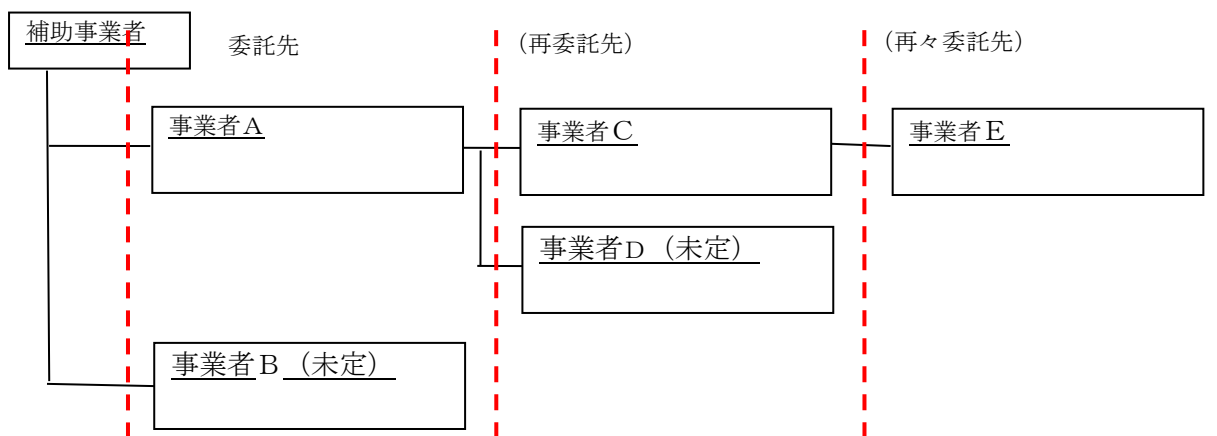 補助事業者
委託先
(再委託先)
(再々委託先)
事業者A
事業者C
事業者E
事業者D（未定）
事業者B（未定）